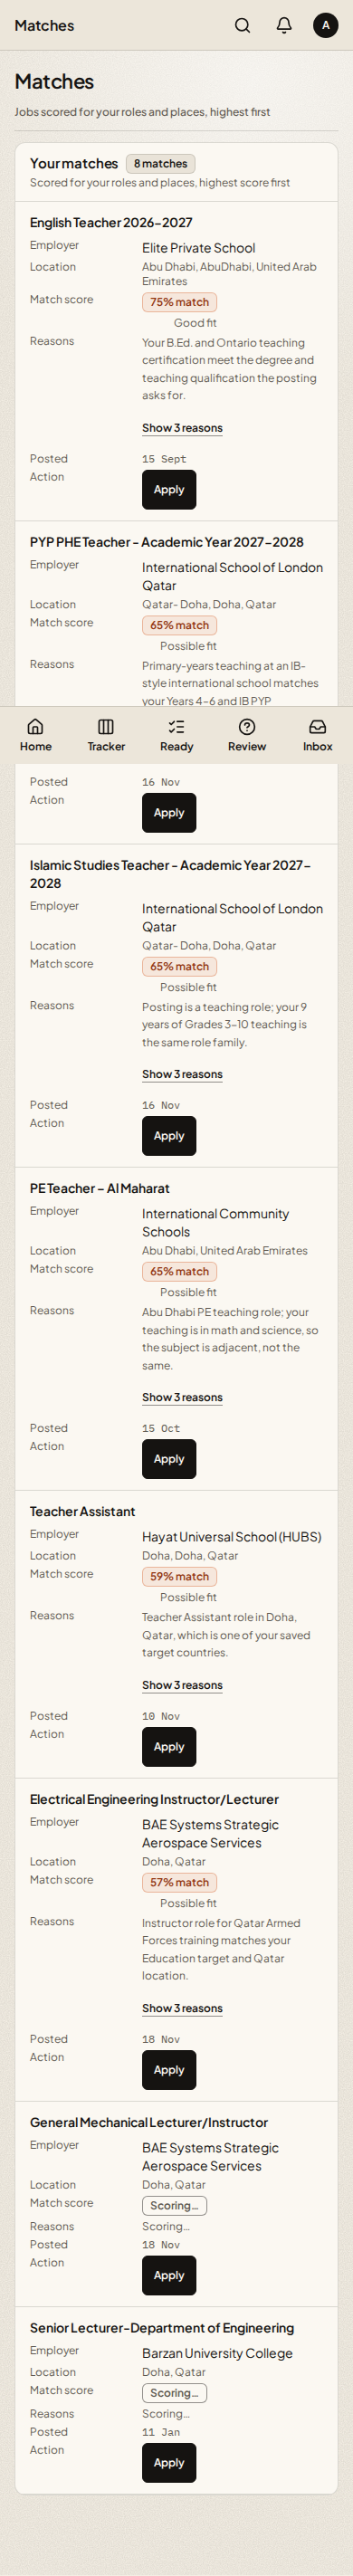 Matches
A
Matches
Jobs scored for your roles and places, highest first
Your matches 8 matches
Scored for your roles and places, highest score first
English Teacher 2026–2027
Employer Elite Private School
Location Abu Dhabi, AbuDhabi, United Arab
Emirates
Match score 75% match
Good fit
Reasons Your B.Ed. and Ontario teaching
certification meet the degree and
teaching qualification the posting
asks for.
Show 3 reasons
Posted 15 Sept
Action Apply
PYP PHE Teacher - Academic Year 2027–2028
Employer International School of London
Qatar
Location Qatar- Doha, Doha, Qatar
Match score 65% match
Possible fit
Reasons Primary-years teaching at an IB-
style international school matches
your Years 4–6 and IB PYP
Home Tracker Ready Review Inbox
Posted 16 Nov
Action Apply
Islamic Studies Teacher - Academic Year 2027–
2028
Employer International School of London
Qatar
Location Qatar- Doha, Doha, Qatar
Match score 65% match
Possible fit
Reasons Posting is a teaching role; your 9
years of Grades 3–10 teaching is
the same role family.
Show 3 reasons
Posted 16 Nov
Action Apply
PE Teacher – Al Maharat
Employer International Community
Schools
Location Abu Dhabi, United Arab Emirates
Match score 65% match
Possible fit
Reasons Abu Dhabi PE teaching role; your
teaching is in math and science, so
the subject is adjacent, not the
same.
Show 3 reasons
Posted 15 Oct
Action Apply
Teacher Assistant
Employer Hayat Universal School (HUBS)
Location Doha, Doha, Qatar
Match score 59% match
Possible fit
Reasons Teacher Assistant role in Doha,
Qatar, which is one of your saved
target countries.
Show 3 reasons
Posted 10 Nov
Action Apply
Electrical Engineering Instructor/Lecturer
Employer BAE Systems Strategic
Aerospace Services
Location Doha, Qatar
Match score 57% match
Possible fit
Reasons Instructor role for Qatar Armed
Forces training matches your
Education target and Qatar
location.
Show 3 reasons
Posted 18 Nov
Action Apply
General Mechanical Lecturer/Instructor
Employer BAE Systems Strategic
Aerospace Services
Location Doha, Qatar
Match score Scoring…
Reasons Scoring…
Posted 18 Nov
Action Apply
Senior Lecturer-Department of Engineering
Employer Barzan University College
Location Doha, Qatar
Match score Scoring…
Reasons Scoring…
Posted 11 Jan
Action Apply